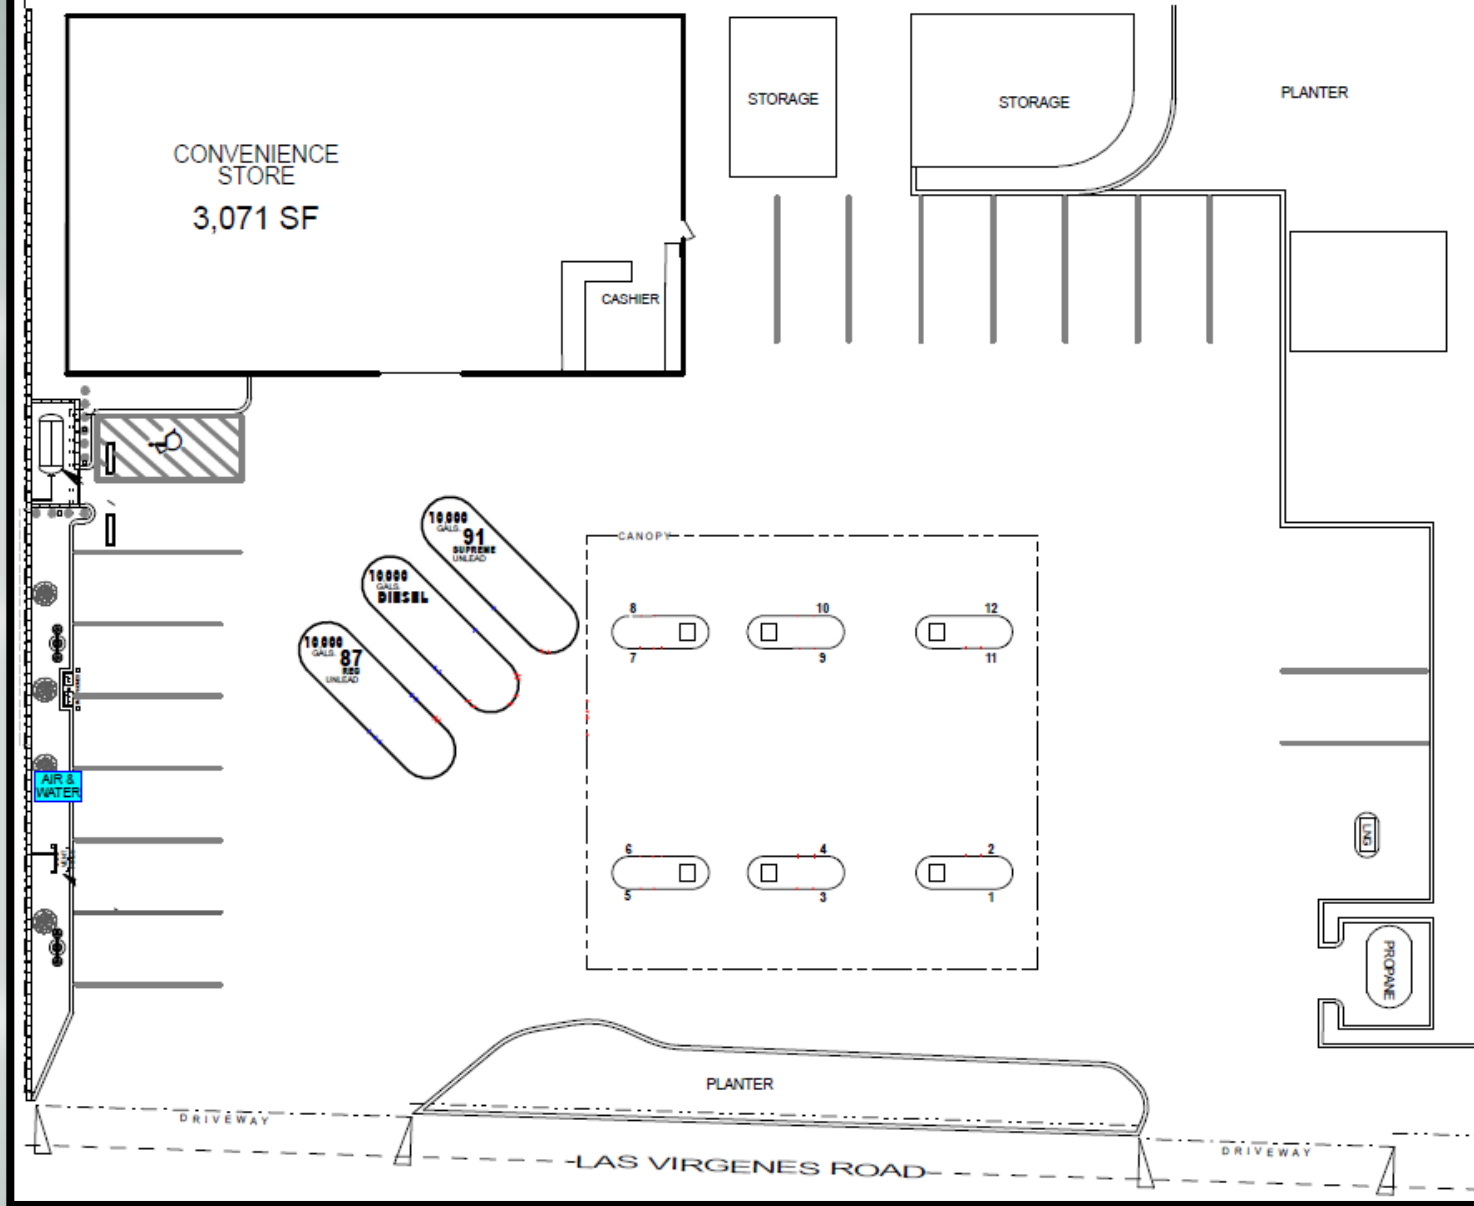 STORAGE
STORAGE
PLANTER
CONVENIENCE
STORE
3,071 SF
CASHIER
10,000
GALS.
91
SUPREME
UNLEAD
10,000
GALS.
DIESEL
10,000
GALS.
87
REG
UNLEAD
CANOPY
8
10
12
7
9
11
AIR &
WATER
6
4
2
5
3
1
LNG
PROPANE
PLANTER
DRIVEWAY
DRIVEWAY
LAS VIRGENES ROAD